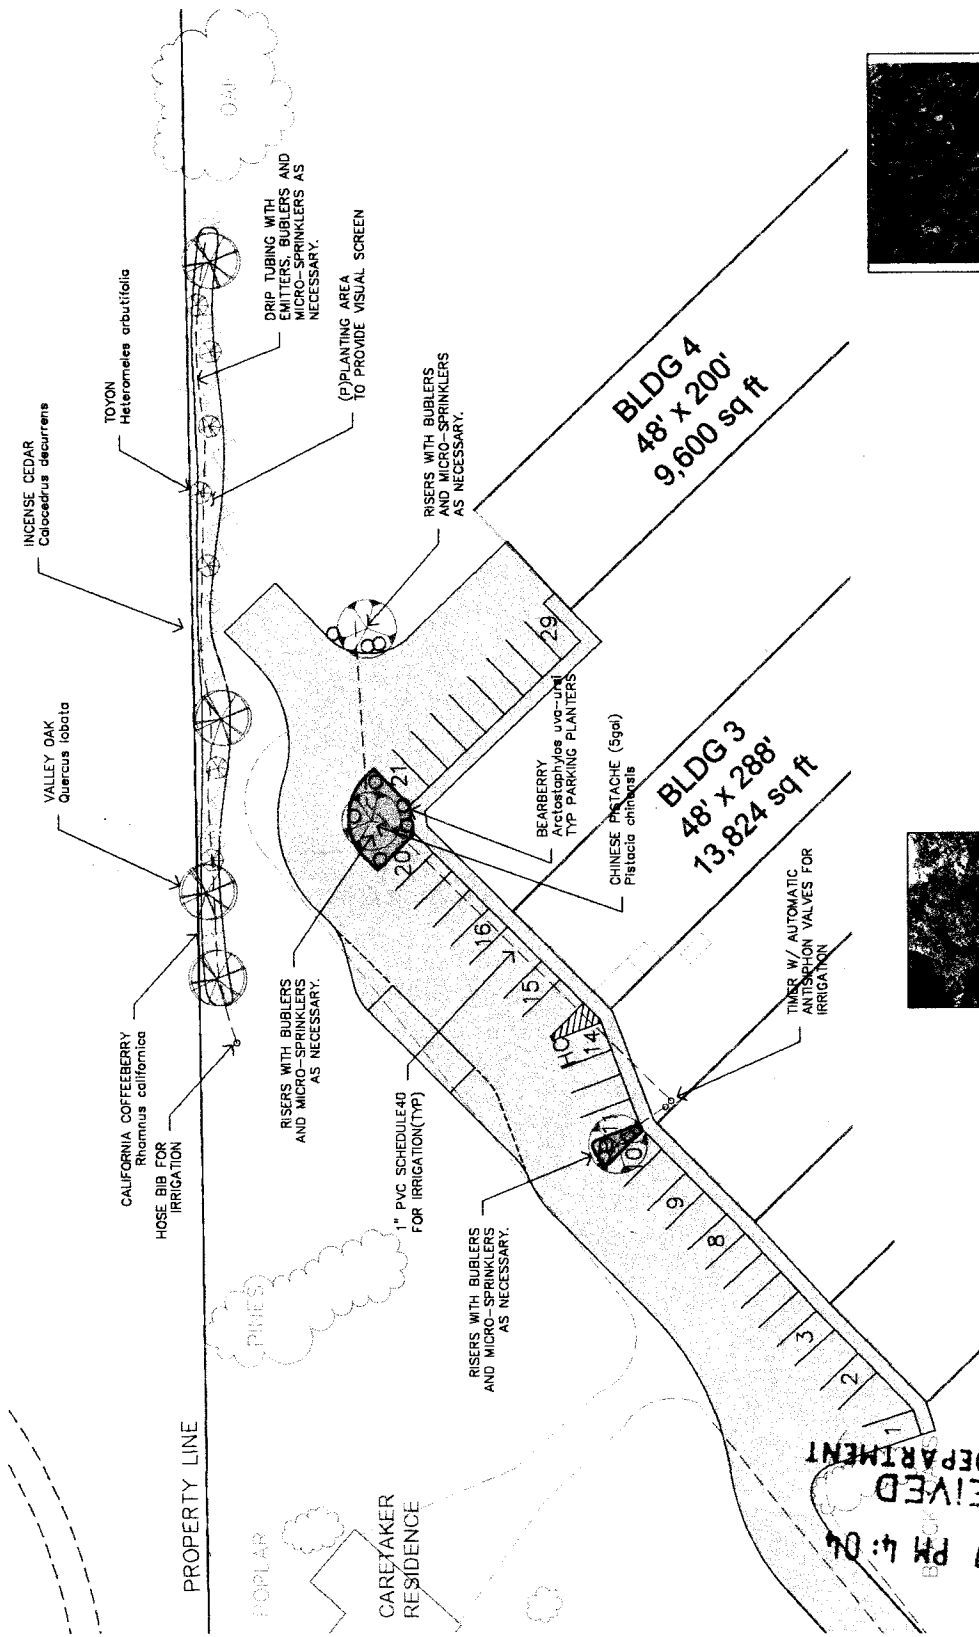 INCENSE CEDAR
Calocedrus decurrens
TOYON
Heteromeles arbutifolia
OAK
DRIP TUBING WITH
EMITTERS, BUBLERS AND
MICRO-SPRINKLERS AS
NECESSARY.
(P)PLANTING AREA
TO PROVIDE VISUAL SCREEN
RISERS WITH BUBLERS
AND MICRO-SPRINKLERS
AS NECESSARY.
BLDG 4
48' x 200'
9,600 sq ft
VALLEY OAK
Quercus lobata
CALIFORNIA COFFEEBERRY
Rhamnus californica
HOSE BIB FOR
IRRIGATION
RISERS WITH BUBLERS
AND MICRO-SPRINKLERS
AS NECESSARY.
1" PVC SCHEDULE40
FOR IRRIGATION(TYP)
29
21
20
16
15
HC
14
11
10
9
8
3
2
1
BEARBERRY
Arctostaphylos uva-ursi
TYP PARKING PLANTERS
CHINESE PISTACHE (5gal)
Pistacia chinensis
BLDG 3
48' x 288'
13,824 sq ft
TIMER W/ AUTOMATIC
ANTISIPHON VALVES FOR
IRRIGATION
RISERS WITH BUBLERS
AND MICRO-SPRINKLERS
AS NECESSARY.
PROPERTY LINE
PINES
POPLAR
CARETAKER
RESIDENCE
EIVED
DEPARTMENT
PM 4:04